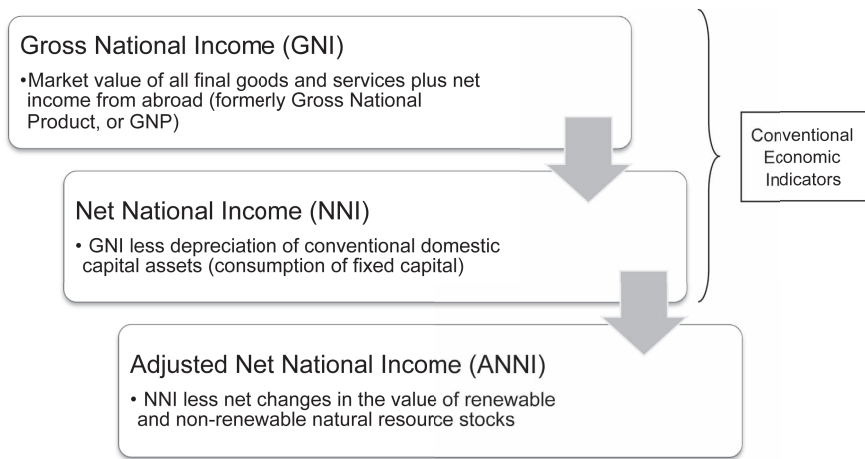 Gross National Income (GNI)
•Market value of all final goods and services plus net
income from abroad (formerly Gross National
Product, or GNP)
Conventional
Economic
Indicators
Net National Income (NNI)
• GNI less depreciation of conventional domestic
capital assets (consumption of fixed capital)
Adjusted Net National Income (ANNI)
• NNI less net changes in the value of renewable
and non-renewable natural resource stocks